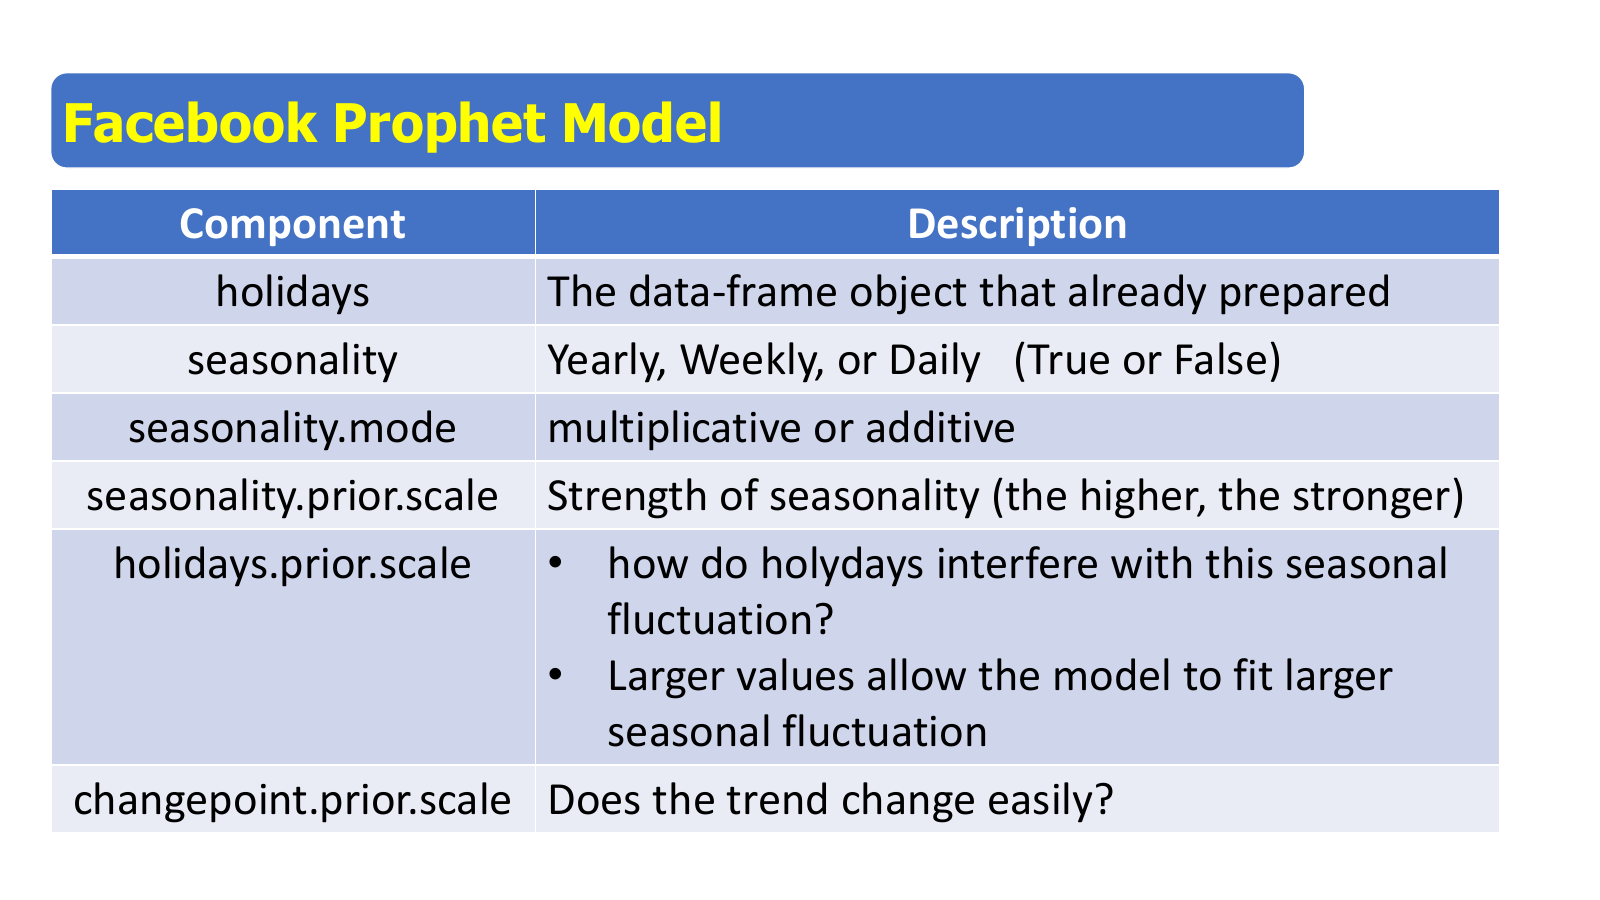 Facebook Prophet Model
Component
Description
holidays
The data-frame object that already prepared
seasonality
Yearly, Weekly, or Daily (True or False)
seasonality.mode
multiplicative or additive
seasonality.prior.scale
Strength of seasonality (the higher, the stronger)
holidays.prior.scale
• how do holydays interfere with this seasonal
fluctuation?
• Larger values allow the model to fit larger
seasonal fluctuation
changepoint.prior.scale
Does the trend change easily?